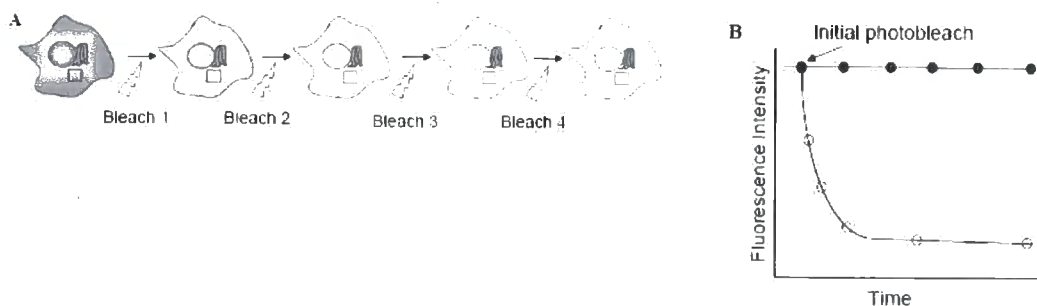 A
Bleach 1
Bleach 2
Bleach 3
Bleach 4
B
Initial photobleach
Fluorescence Intensity
Time